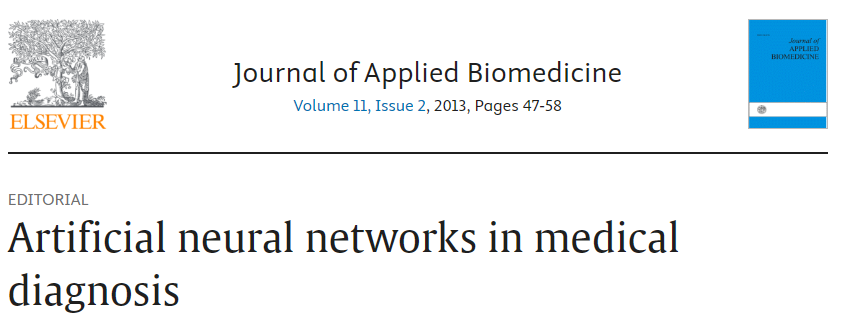 ELSEVIER
Journal of Applied Biomedicine
Volume 11, Issue 2, 2013, Pages 47-58
Journal of
APPLIED
BIOMEDICINE
EDITORIAL
Artificial neural networks in medical
diagnosis